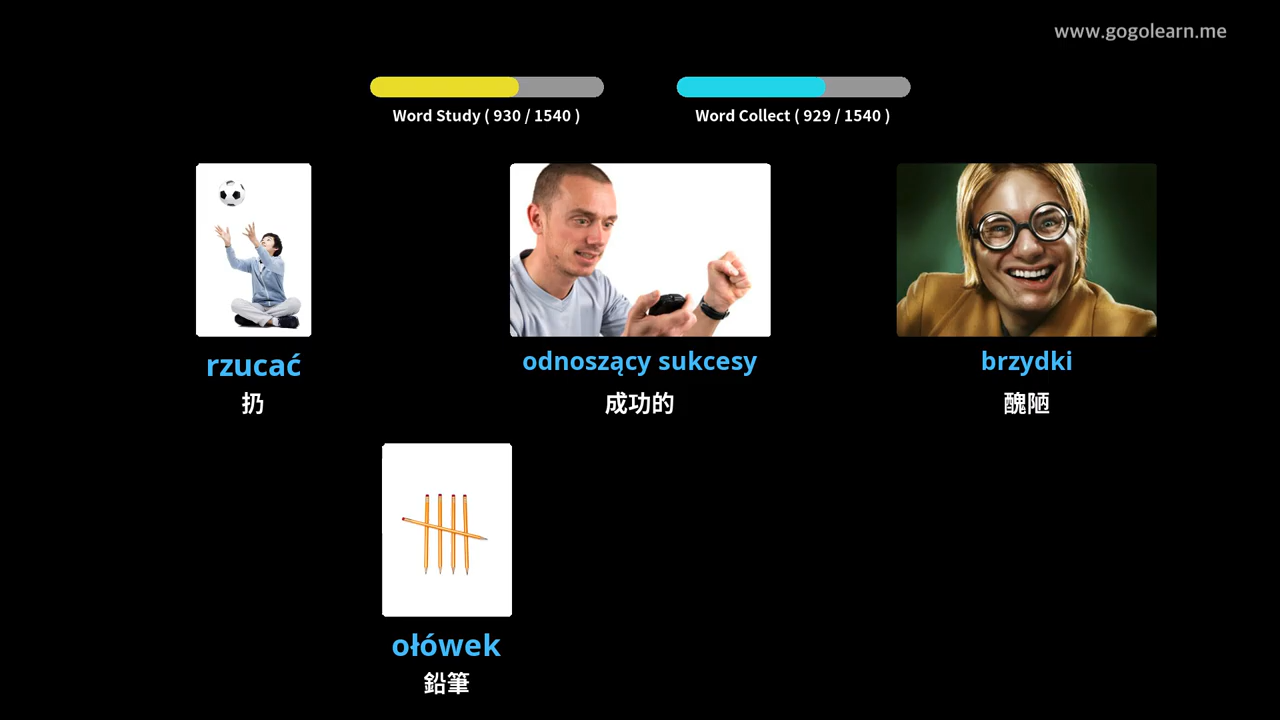 www.gogolearn.me
Word Study ( 930 / 1540 )
Word Collect ( 929 / 1540 )
rzucać
扔
odnoszący sukcesy
成功的
brzydki
醜陋
ołówek
鉛筆